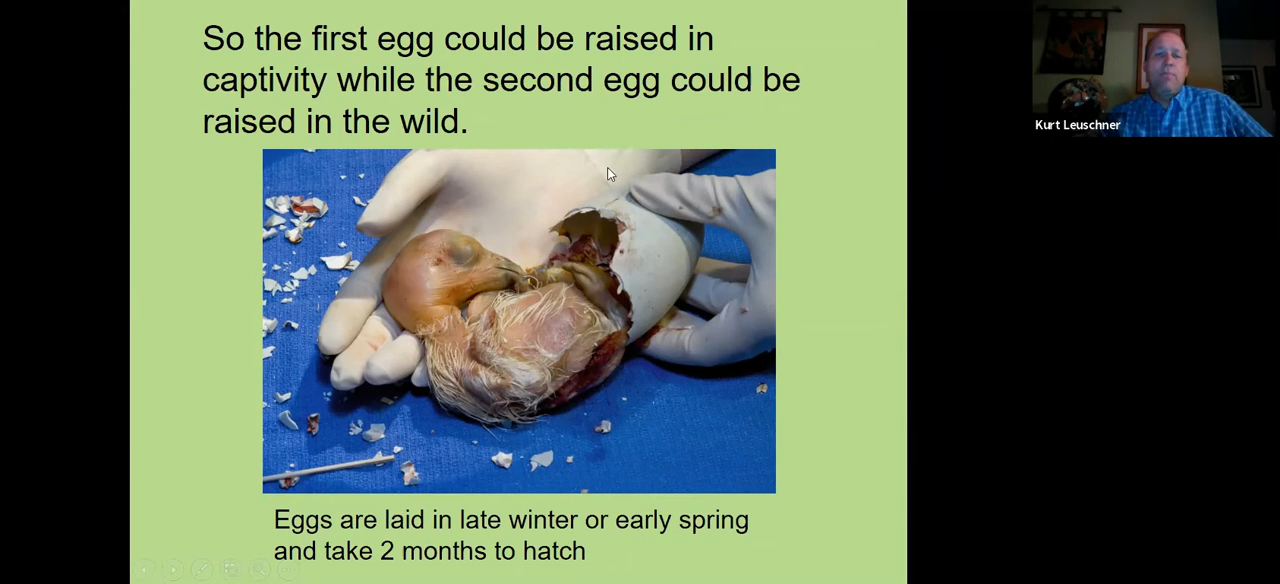 So the first egg could be raised in
captivity while the second egg could be
raised in the wild.
Kurt Leuschner
Eggs are laid in late winter or early spring
and take 2 months to hatch